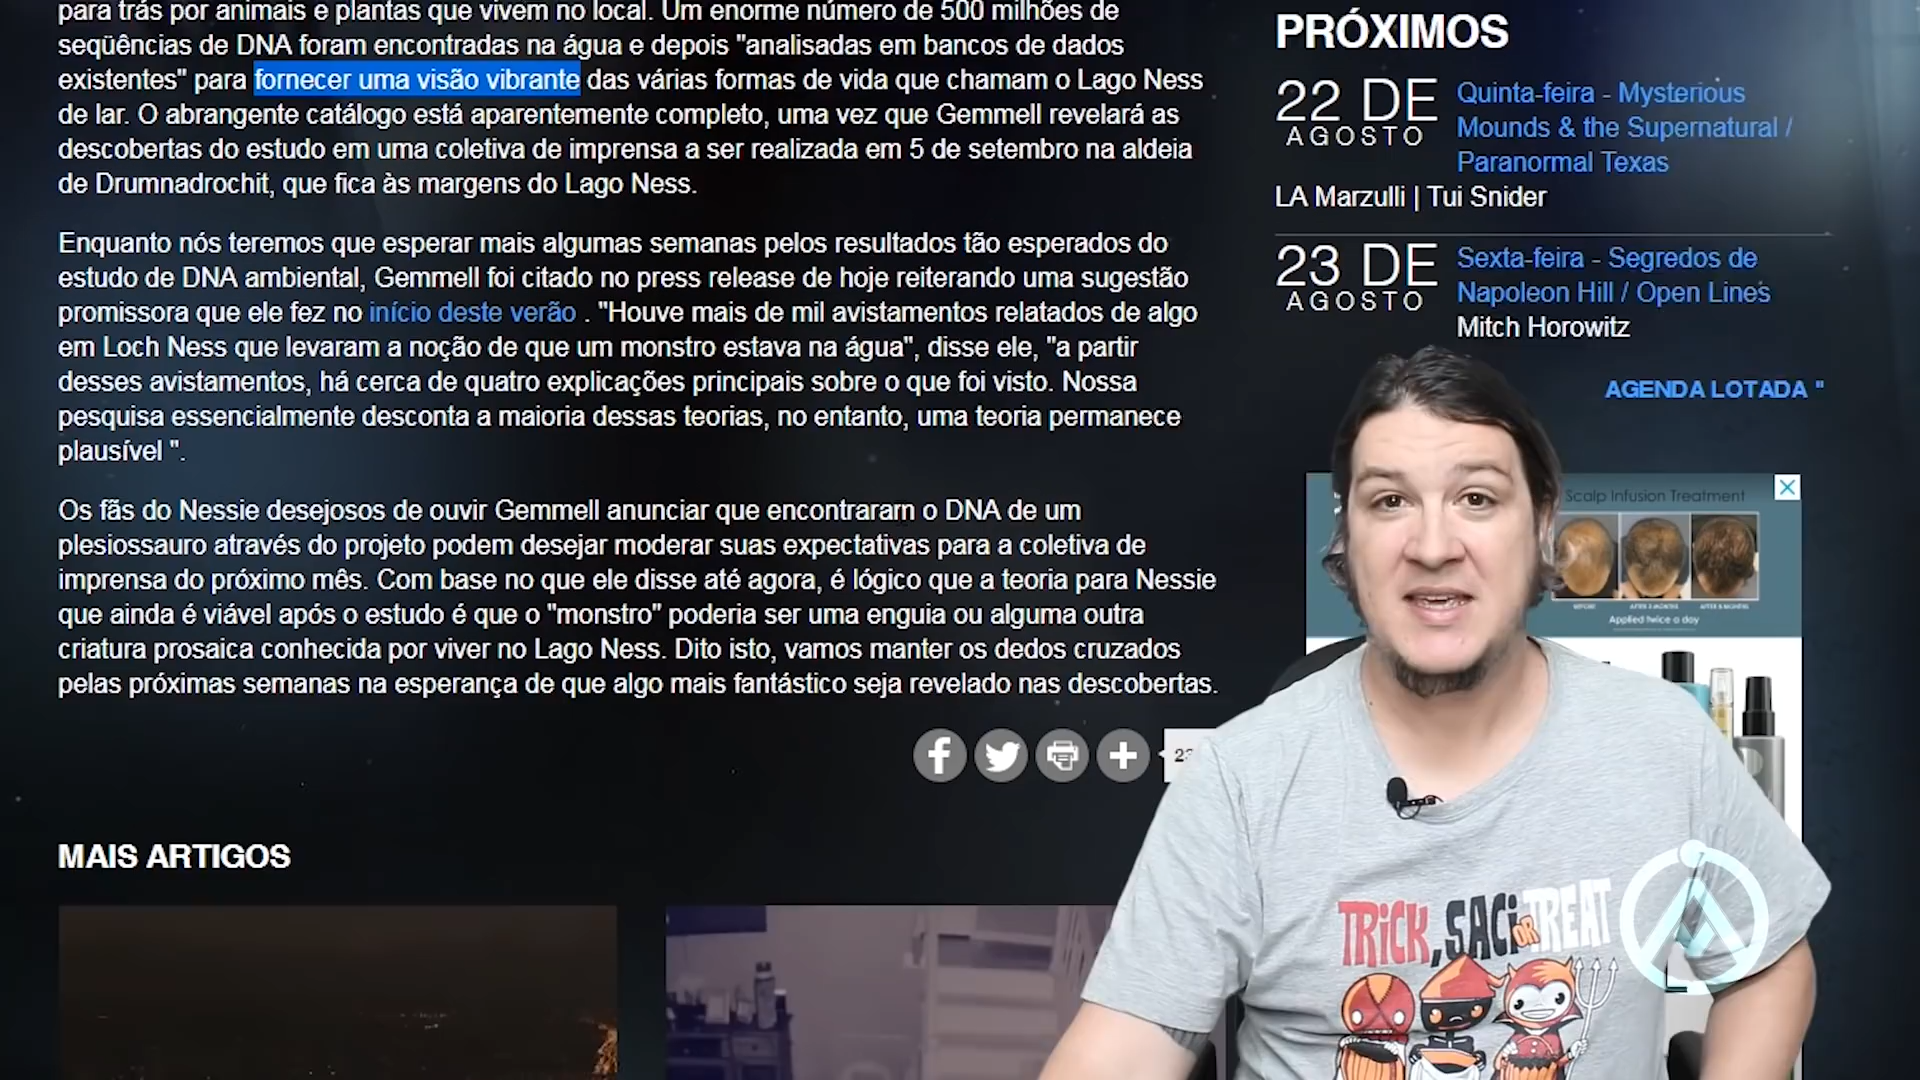 para trás por animais e plantas que vivem no local. Um enorme número de 500 milhões de
seqüências de DNA foram encontradas na água e depois "analisadas em bancos de dados
existentes" para fornecer uma visão vibrante das várias formas de vida que chamam o Lago Ness
de lar. O abrangente catálogo está aparentemente completo, uma vez que Gemmell revelará as
descobertas do estudo em uma coletiva de imprensa a ser realizada em 5 de setembro na aldeia
de Drumnadrochit, que fica às margens do Lago Ness.
Enquanto nós teremos que esperar mais algumas semanas pelos resultados tão esperados do
estudo de DNA ambiental, Gemmell foi citado no press release de hoje reiterando uma sugestão
promissora que ele fez no início deste verão . "Houve mais de mil avistamentos relatados de algo
em Loch Ness que levaram a noção de que um monstro estava na água", disse ele, "a partir
desses avistamentos, há cerca de quatro explicações principais sobre o que foi visto. Nossa
pesquisa essencialmente desconta a maioria dessas teorias, no entanto, uma teoria permanece
plausível ".
Os fãs do Nessie desejosos de ouvir Gemmell anunciar que encontraram o DNA de um
plesiossauro através do projeto podem desejar moderar suas expectativas para a coletiva de
imprensa do próximo mês. Com base no que ele disse até agora, é lógico que a teoria para Nessie
que ainda é viável após o estudo é que o "monstro" poderia ser uma enguia ou alguma outra
criatura prosaica conhecida por viver no Lago Ness. Dito isto, vamos manter os dedos cruzados
pelas próximas semanas na esperança de que algo mais fantástico seja revelado nas descobertas.
MAIS ARTIGOS
PRÓXIMOS
22 DE
AGOSTO
Quinta-feira - Mysterious
Mounds & the Supernatural /
Paranormal Texas
LA Marzulli | Tui Snider
23 DE
AGOSTO
Sexta-feira - Segredos de
Napoleon Hill / Open Lines
Mitch Horowitz
AGENDA LOTADA "
Scalp Infusion Treatment
BEFORE
AFTER 3 MONTHS
AFTER 5 MONTHS
Applied twice a day
TRICK, SACI OR TREAT